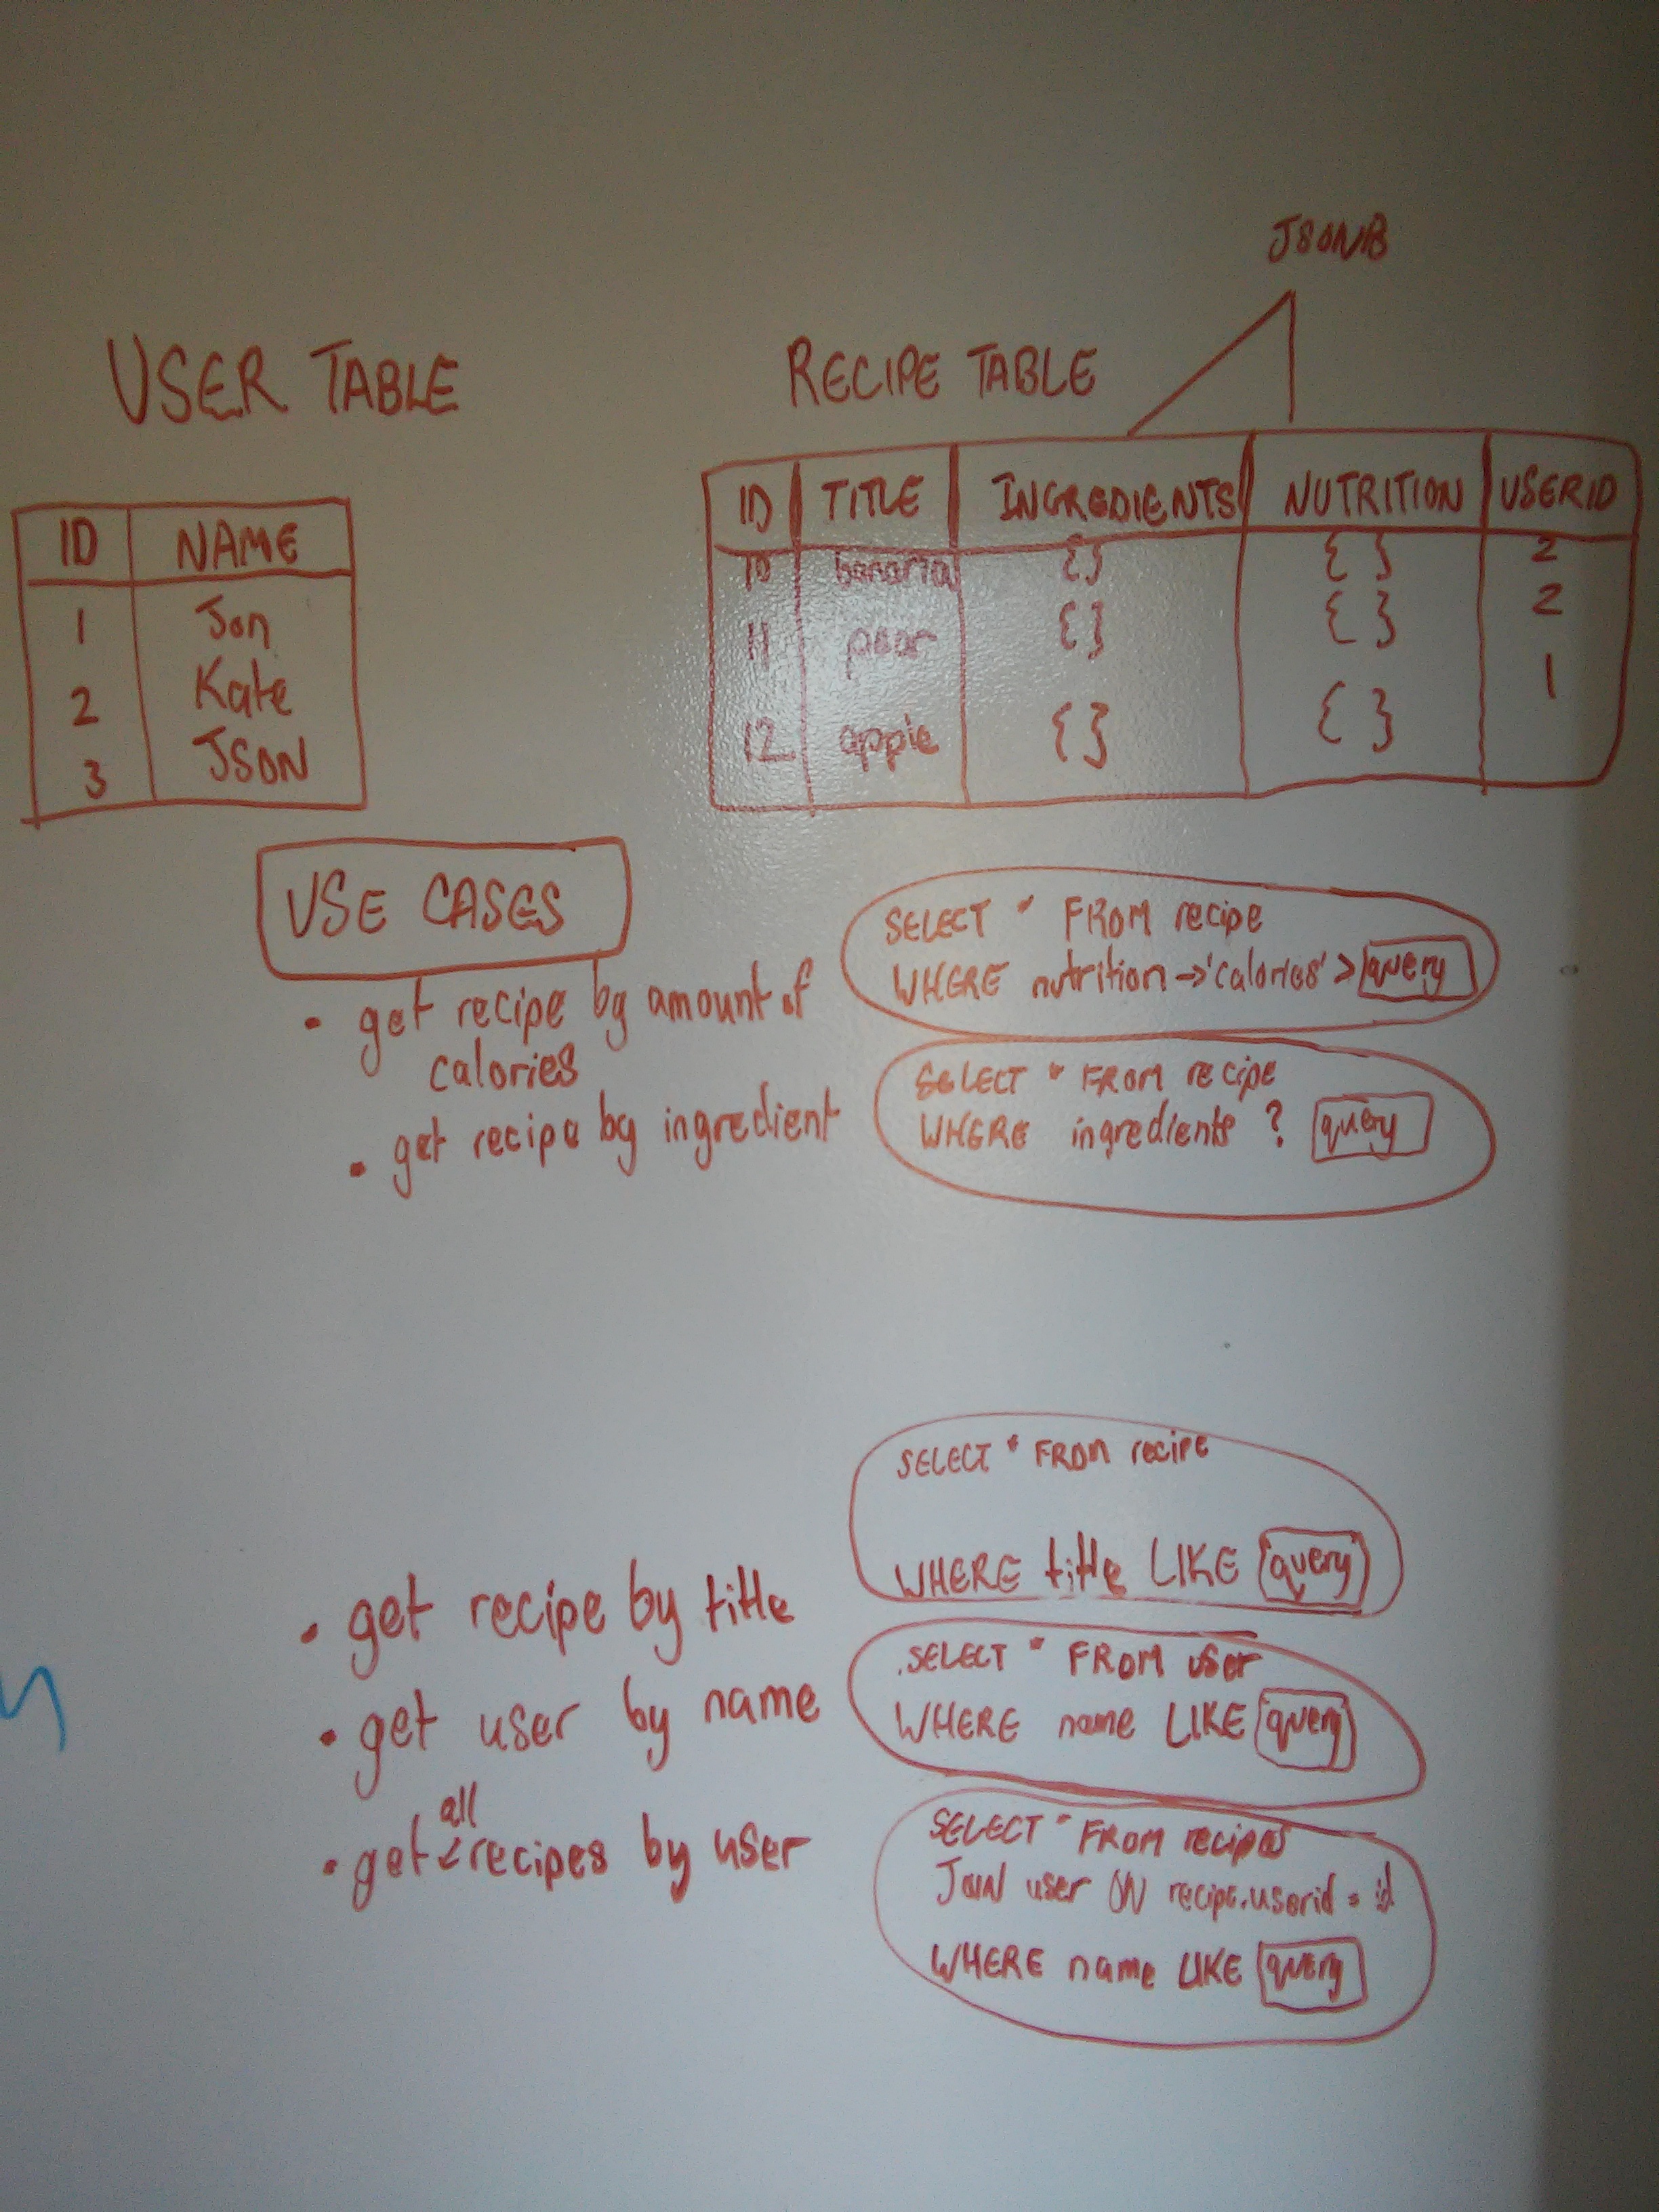 JSONB
USER TABLE
RECIPE TABLE
ID NAME
1 Jon
2 Kate
3 JSON
ID TITLE INGREDIENTS NUTRITION USERID
10 banana {} { } 2
11 pear {} { } 2
12 apple {} { } 1
USE CASES
• get recipe by amount of
calories
SELECT * FROM recipe
WHERE nutrition->'calories' > query
• get recipe by ingredient
SELECT * FROM recipe
WHERE ingredients ? query
• get recipe by title
SELECT * FROM recipe
WHERE title LIKE query
• get user by name
SELECT * FROM user
WHERE name LIKE query
• get all recipes by user
SELECT * FROM recipes
JOIN user ON recipe.userid = id
WHERE name LIKE query